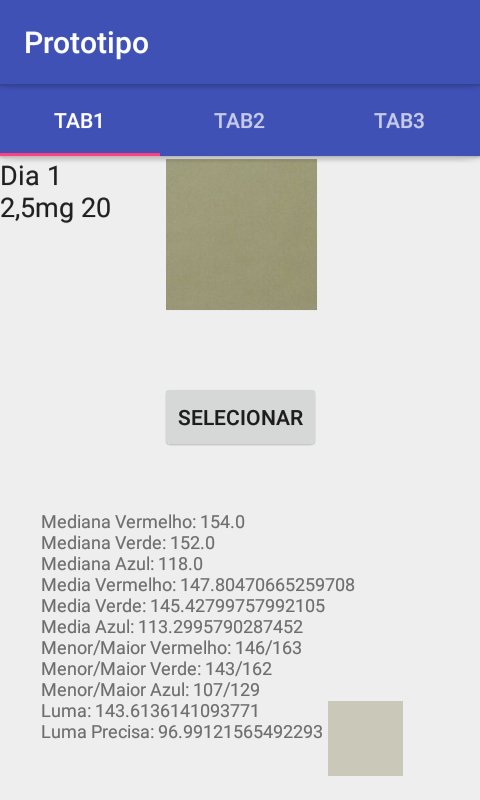 Prototipo
TAB1 TAB2 TAB3
Dia 1
2,5mg 20
SELECIONAR
Mediana Vermelho: 154.0
Mediana Verde: 152.0
Mediana Azul: 118.0
Media Vermelho: 147.80470665259708
Media Verde: 145.42799757992105
Media Azul: 113.2995790287452
Menor/Maior Vermelho: 146/163
Menor/Maior Verde: 143/162
Menor/Maior Azul: 107/129
Luma: 143.6136141093771
Luma Precisa: 96.99121565492293